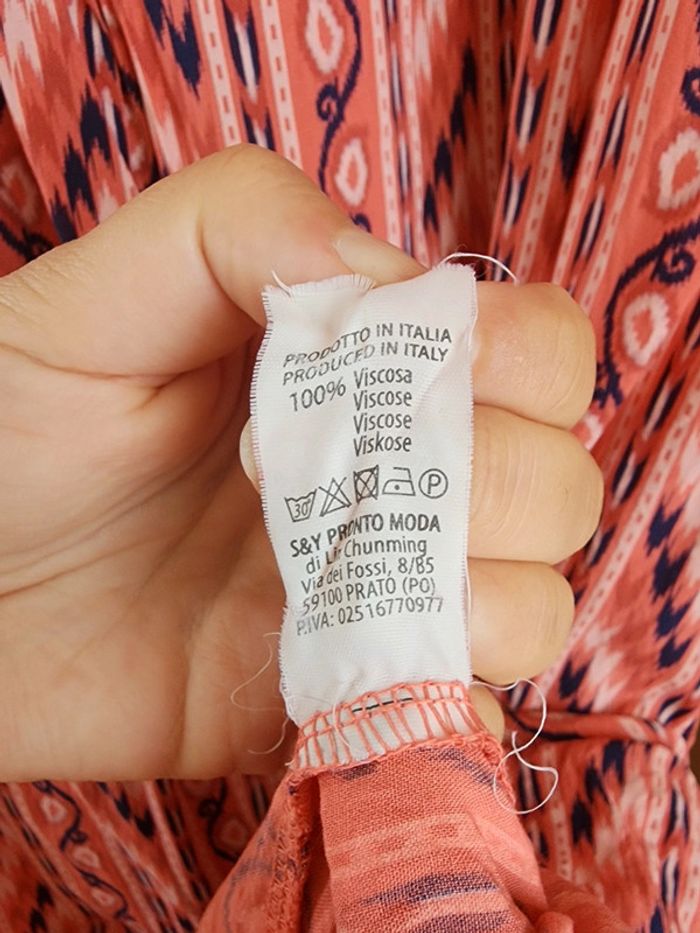 PRODOTTO IN ITALIA
PRODUCED IN ITALY
100% Viscosa
Viscose
Viscose
Viskose
30°
P
S&Y PRONTO MODA
di Chunming
Via dei Fossi, 8/B5
59100 PRATO (PO)
P.IVA: 02516770977